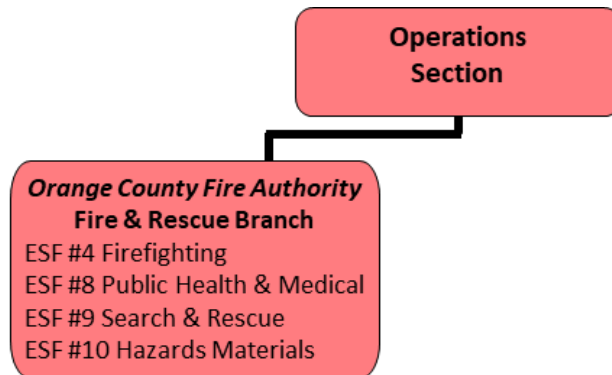 Operations
Section
Orange County Fire Authority
Fire & Rescue Branch
ESF #4 Firefighting
ESF #8 Public Health & Medical
ESF #9 Search & Rescue
ESF #10 Hazards Materials